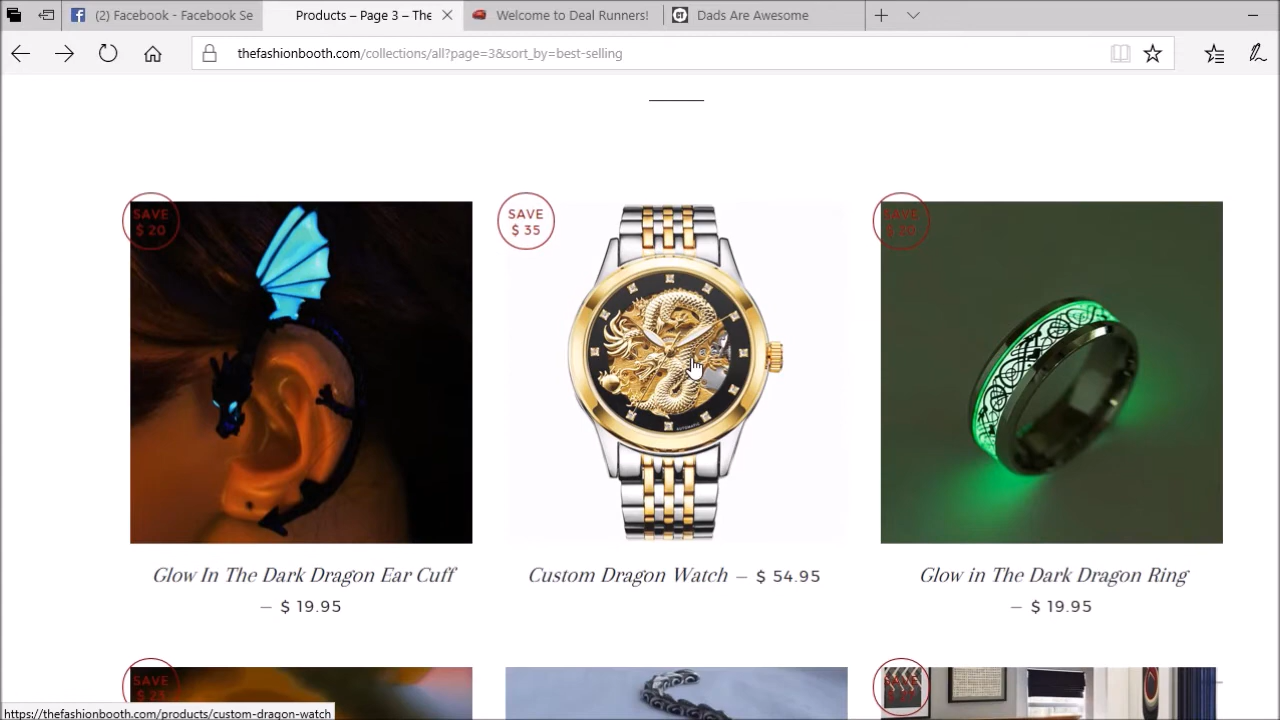 (2) Facebook - Facebook Se
Products – Page 3 – The
Welcome to Deal Runners!
GT
Dads Are Awesome
thefashionbooth.com/collections/all?page=3&sort_by=best-selling
SAVE
$ 20
SAVE
$ 35
SAVE
Glow In The Dark Dragon Ear Cuff
– $ 19.95
Custom Dragon Watch – $ 54.95
Glow in The Dark Dragon Ring
– $ 19.95
SAVE
$ 23
SAVE
AUTOMATIC
https://thefashionbooth.com/products/custom-dragon-watch